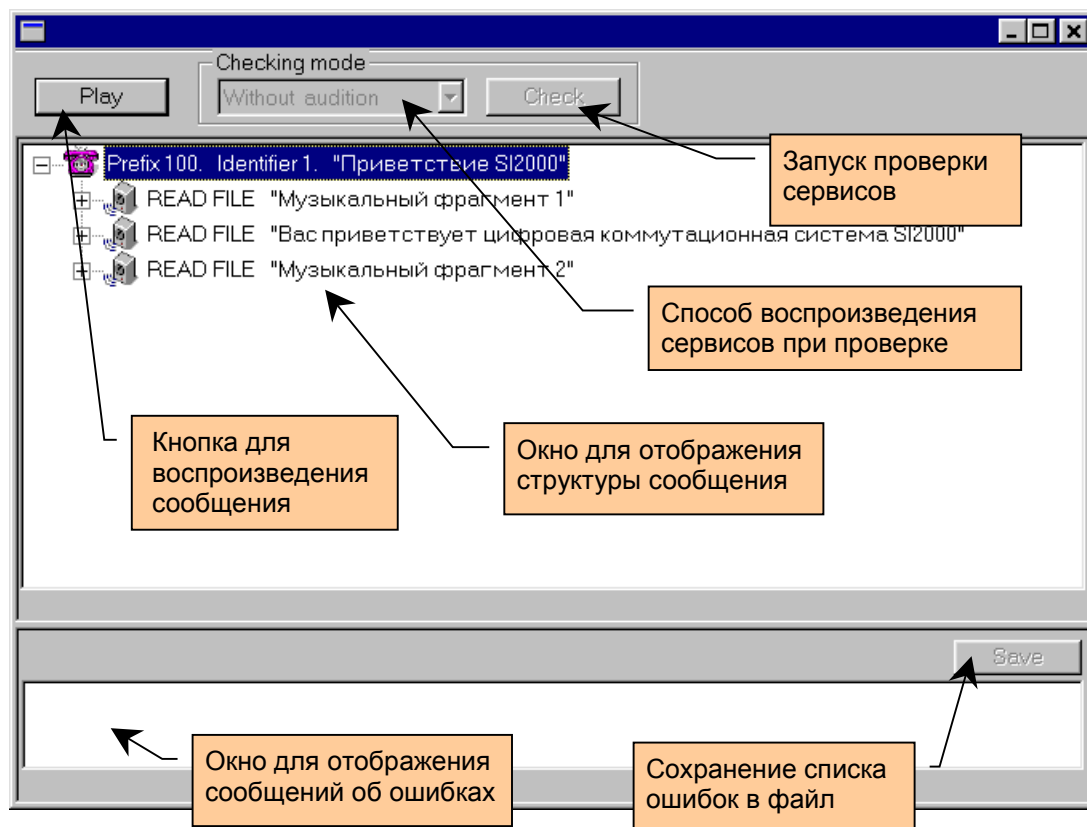 Checking mode
Play
Without audition
Check
Запуск проверки
сервисов
Prefix 100. Identifier 1. "Приветствие SI2000"
READ FILE "Музыкальный фрагмент 1"
READ FILE "Вас приветствует цифровая коммутационная система SI2000"
READ FILE "Музыкальный фрагмент 2"
Способ воспроизведения
сервисов при проверке
Кнопка для
воспроизведения
сообщения
Окно для отображения
структуры сообщения
Save
Окно для отображения
сообщений об ошибках
Сохранение списка
ошибок в файл